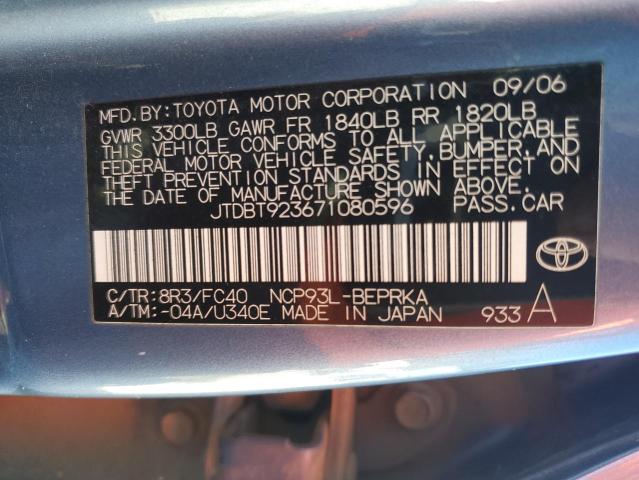 MFD.BY:TOYOTA MOTOR CORPORATION 09/06
GVWR 3300LB GAWR FR 1840LB RR 1820LB
THIS VEHICLE CONFORMS TO ALL APPLICABLE
FEDERAL MOTOR VEHICLE SAFETY,BUMPER,AND
THEFT PREVENTION STANDARDS IN EFFECT ON
THE DATE OF MANUFACTURE SHOWN ABOVE.
JTDBT923671080596 PASS.CAR
C/TR:8R3/FC40 NCP93L-BEPRKA
A/TM:-04A/U340E MADE IN JAPAN 933 A